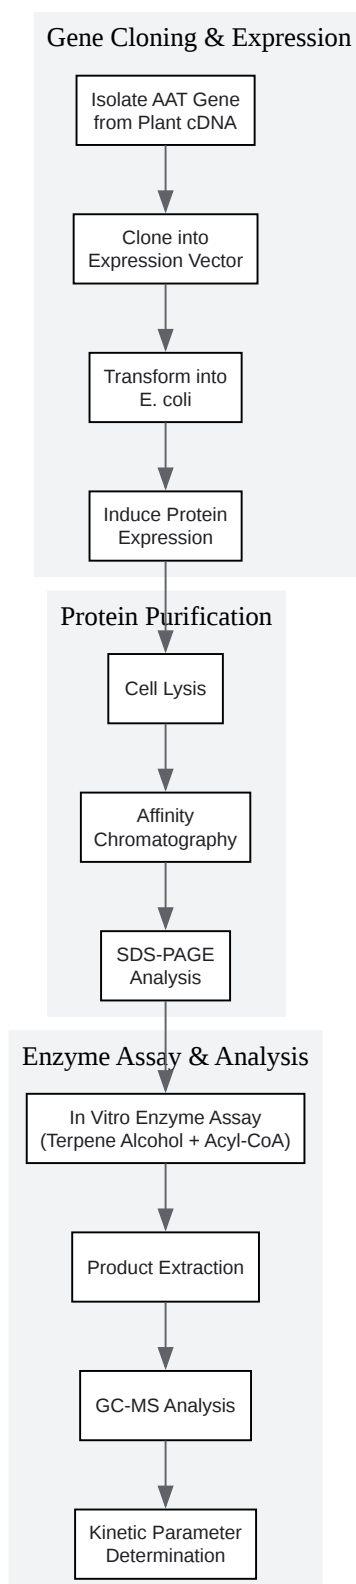 Gene Cloning & Expression
Isolate AAT Gene
from Plant cDNA
Clone into
Expression Vector
Transform into
E. coli
Induce Protein
Expression
Protein Purification
Cell Lysis
Affinity
Chromatography
SDS-PAGE
Analysis
Enzyme Assay & Analysis
In Vitro Enzyme Assay
(Terpene Alcohol + Acyl-CoA)
Product Extraction
GC-MS Analysis
Kinetic Parameter
Determination